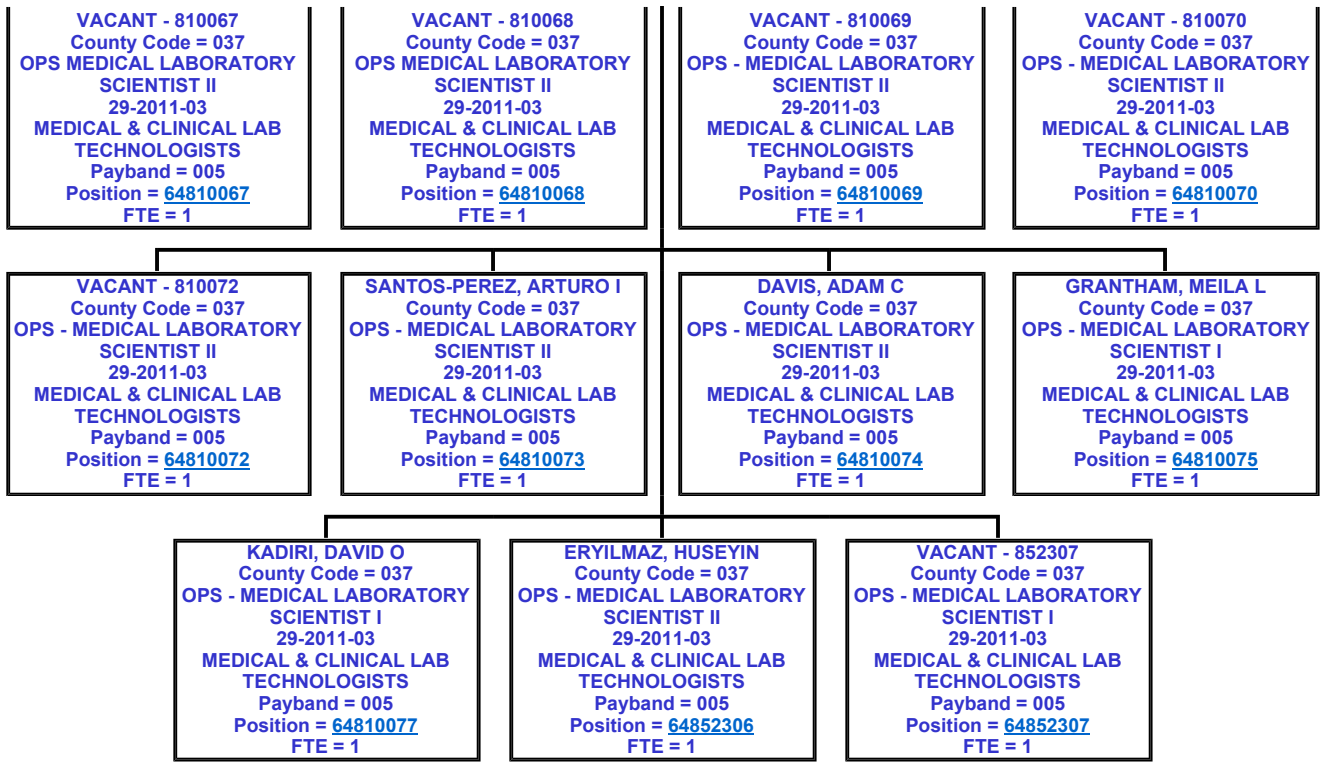 VACANT - 810067
County Code = 037
OPS MEDICAL LABORATORY
SCIENTIST II
29-2011-03
MEDICAL & CLINICAL LAB
TECHNOLOGISTS
Payband = 005
Position = 64810067
FTE = 1
VACANT - 810068
County Code = 037
OPS MEDICAL LABORATORY
SCIENTIST II
29-2011-03
MEDICAL & CLINICAL LAB
TECHNOLOGISTS
Payband = 005
Position = 64810068
FTE = 1
VACANT - 810069
County Code = 037
OPS - MEDICAL LABORATORY
SCIENTIST II
29-2011-03
MEDICAL & CLINICAL LAB
TECHNOLOGISTS
Payband = 005
Position = 64810069
FTE = 1
VACANT - 810070
County Code = 037
OPS - MEDICAL LABORATORY
SCIENTIST II
29-2011-03
MEDICAL & CLINICAL LAB
TECHNOLOGISTS
Payband = 005
Position = 64810070
FTE = 1
VACANT - 810072
County Code = 037
OPS - MEDICAL LABORATORY
SCIENTIST II
29-2011-03
MEDICAL & CLINICAL LAB
TECHNOLOGISTS
Payband = 005
Position = 64810072
FTE = 1
SANTOS-PEREZ, ARTURO I
County Code = 037
OPS - MEDICAL LABORATORY
SCIENTIST II
29-2011-03
MEDICAL & CLINICAL LAB
TECHNOLOGISTS
Payband = 005
Position = 64810073
FTE = 1
DAVIS, ADAM C
County Code = 037
OPS - MEDICAL LABORATORY
SCIENTIST II
29-2011-03
MEDICAL & CLINICAL LAB
TECHNOLOGISTS
Payband = 005
Position = 64810074
FTE = 1
GRANTHAM, MEILA L
County Code = 037
OPS - MEDICAL LABORATORY
SCIENTIST I
29-2011-03
MEDICAL & CLINICAL LAB
TECHNOLOGISTS
Payband = 005
Position = 64810075
FTE = 1
KADIRI, DAVID O
County Code = 037
OPS - MEDICAL LABORATORY
SCIENTIST I
29-2011-03
MEDICAL & CLINICAL LAB
TECHNOLOGISTS
Payband = 005
Position = 64810077
FTE = 1
ERYILMAZ, HUSEYIN
County Code = 037
OPS - MEDICAL LABORATORY
SCIENTIST II
29-2011-03
MEDICAL & CLINICAL LAB
TECHNOLOGISTS
Payband = 005
Position = 64852306
FTE = 1
VACANT - 852307
County Code = 037
OPS - MEDICAL LABORATORY
SCIENTIST I
29-2011-03
MEDICAL & CLINICAL LAB
TECHNOLOGISTS
Payband = 005
Position = 64852307
FTE = 1